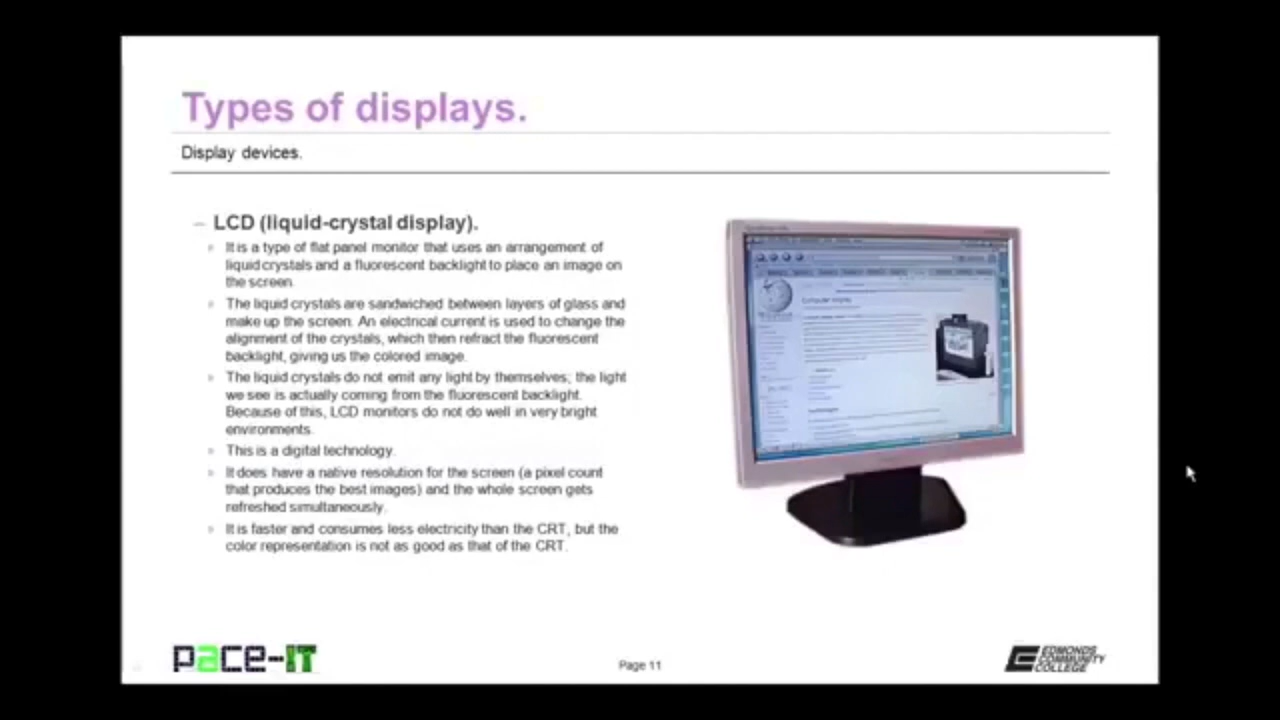 Types of displays.
Display devices.
– LCD (liquid-crystal display).
» It is a type of flat panel monitor that uses an arrangement of
liquid crystals and a fluorescent backlight to place an image on
the screen.
» The liquid crystals are sandwiched between layers of glass and
make up the screen. An electrical current is used to change the
alignment of the crystals, which then refract the fluorescent
backlight, giving us the colored image.
» The liquid crystals do not emit any light by themselves; the light
we see is actually coming from the fluorescent backlight.
Because of this, LCD monitors do not do well in very bright
environments.
» This is a digital technology.
» It does have a native resolution for the screen (a pixel count
that produces the best images) and the whole screen gets
refreshed simultaneously.
» It is faster and consumes less electricity than the CRT, but the
color representation is not as good as that of the CRT.
Computer display
pace-IT
Page 11
EDMONDS
COMMUNITY
COLLEGE